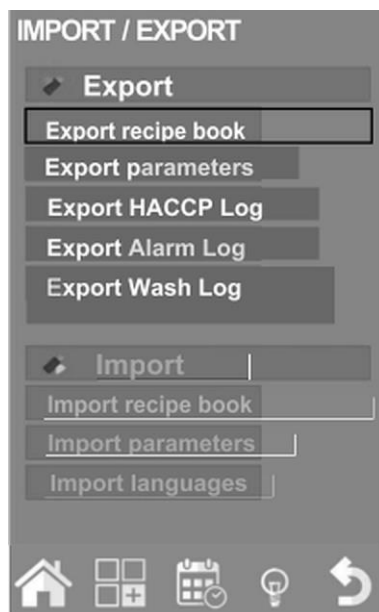 IMPORT / EXPORT
Export
Export recipe book
Export parameters
Export HACCP Log
Export Alarm Log
Export Wash Log
Import
Import recipe book
Import parameters
Import languages